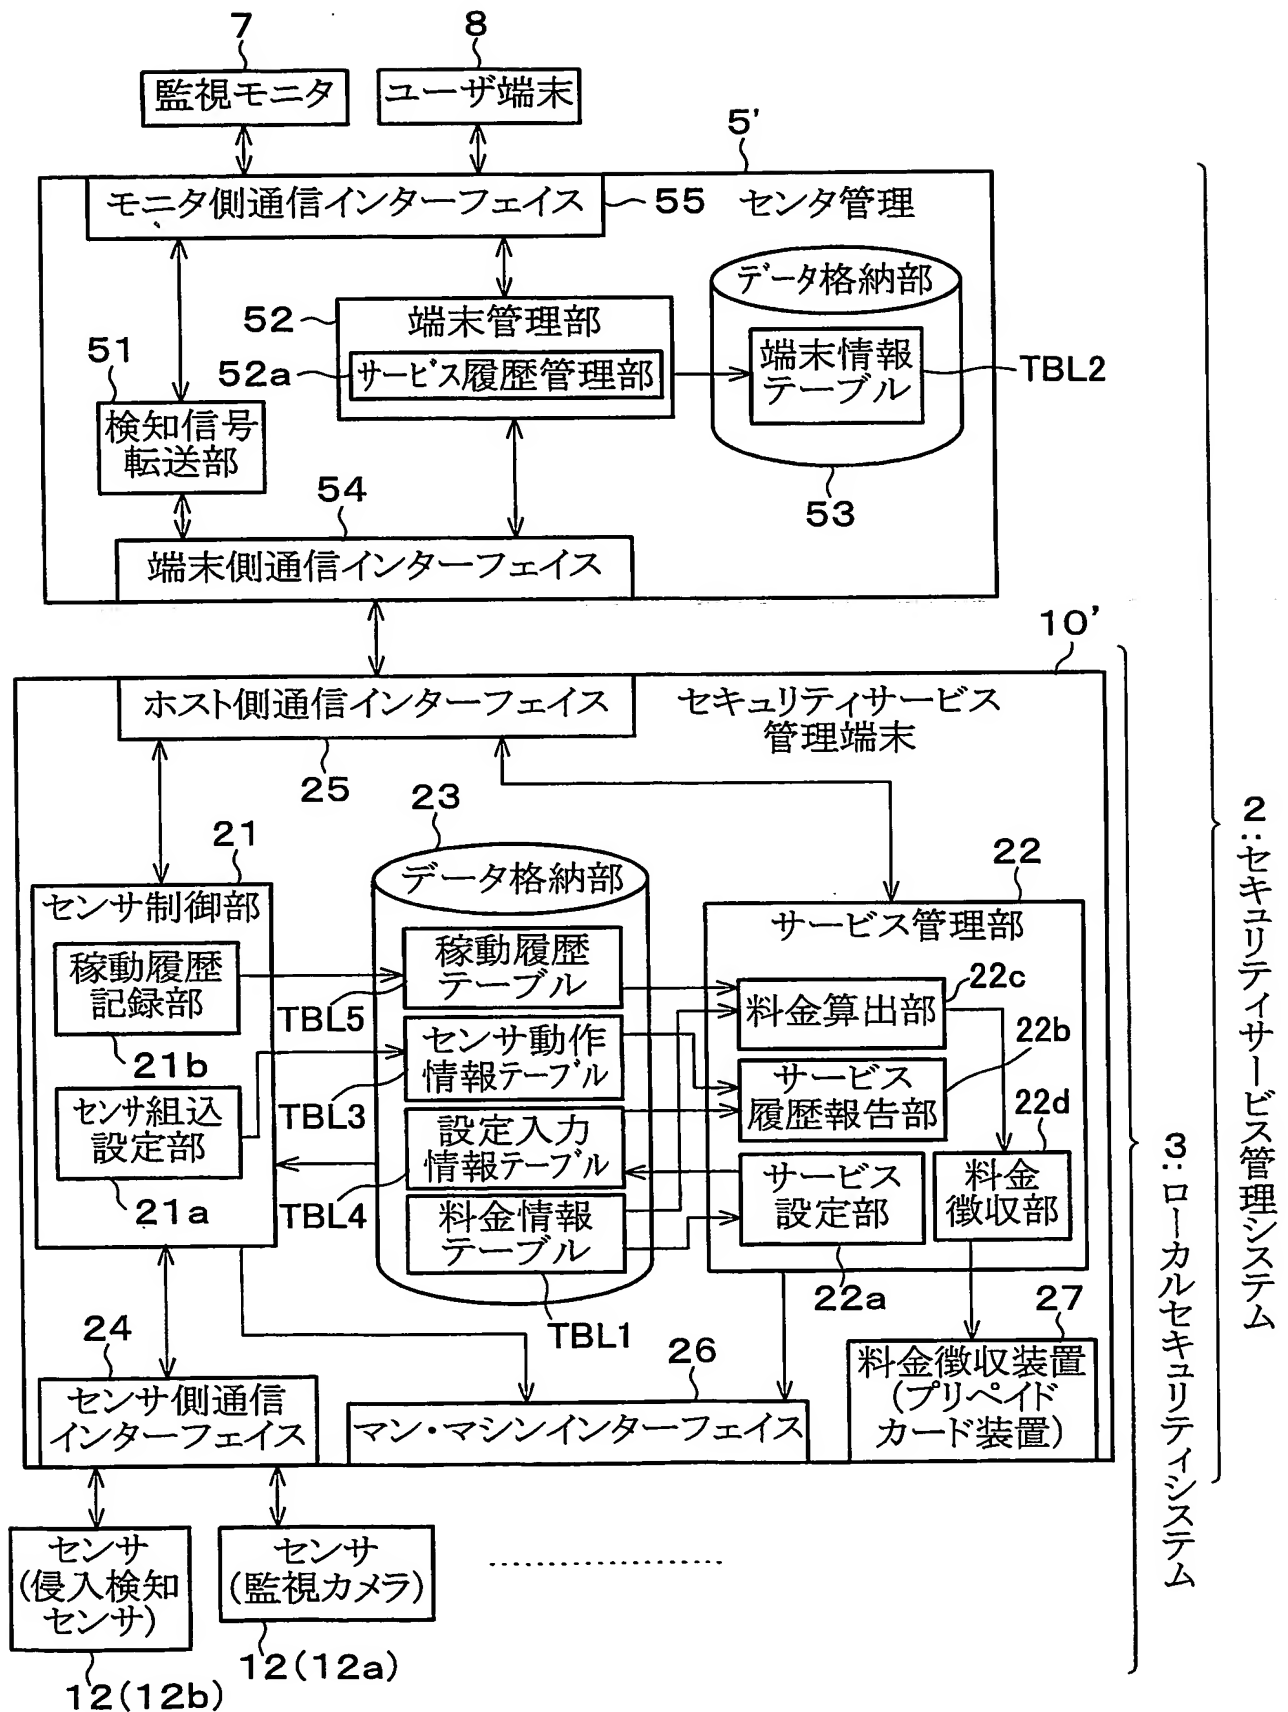 7
8
監視モニタ
ユーザ端末
5'
モニタ側通信インターフェイス
55
センタ管理
データ格納部
52
端末管理部
51
52a
サービス履歴管理部
端末情報
テーブル
TBL2
検知信号
転送部
54
53
端末側通信インターフェイス
10'
ホスト側通信インターフェイス
セキュリティサービス
管理端末
25
23
21
データ格納部
22
センサ制御部
サービス管理部
稼動履歴
記録部
稼動履歴
テーブル
22c
料金算出部
TBL5
21b
センサ動作
情報テーブル
22b
サービス
履歴報告部
TBL3
センサ組込
設定部
設定入力
情報テーブル
22d
サービス
設定部
料金
徴収部
21a
TBL4
料金情報
テーブル
22a
TBL1
27
24
26
料金徴収装置
(プリペイド
カード装置)
センサ側通信
インターフェイス
マン・マシンインターフェイス
センサ
(侵入検知
センサ)
センサ
(監視カメラ)
12(12a)
12(12b)
2:セキュリティサービス管理システム
3:ローカルセキュリティシステム